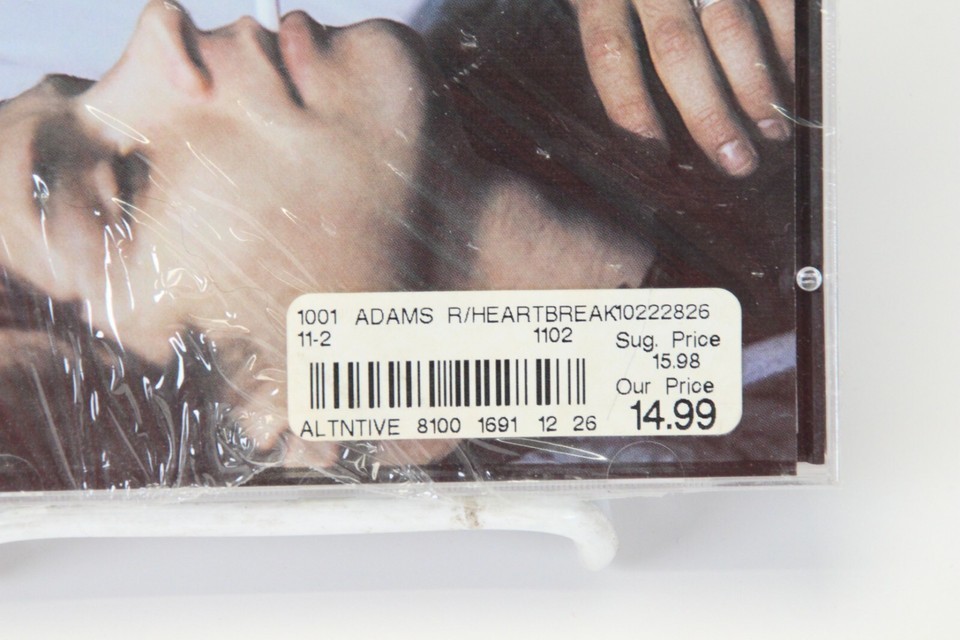 1001 ADAMS R/HEARTBREAK10222826
11-2 1102
Sug. Price
15.98
Our Price
14.99
ALTNTIVE 8100 1691 12 26